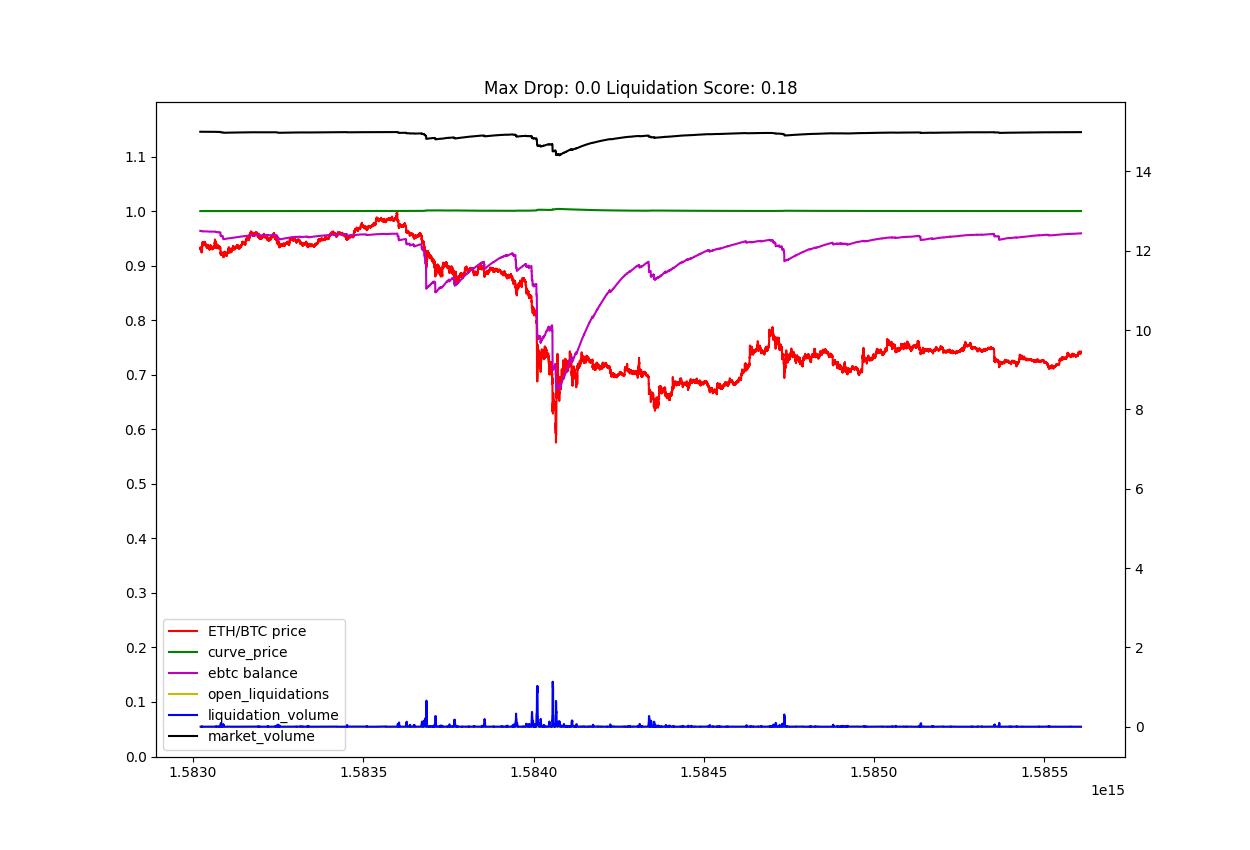 Max Drop: 0.0 Liquidation Score: 0.18
1.1
1.0
0.9
0.8
0.7
0.6
0.5
0.4
0.3
0.2
0.1
0.0
14
12
10
8
6
4
2
0
ETH/BTC price
curve_price
ebtc balance
open_liquidations
liquidation_volume
market_volume
1.5830 1.5835 1.5840 1.5845 1.5850 1.5855
1e15